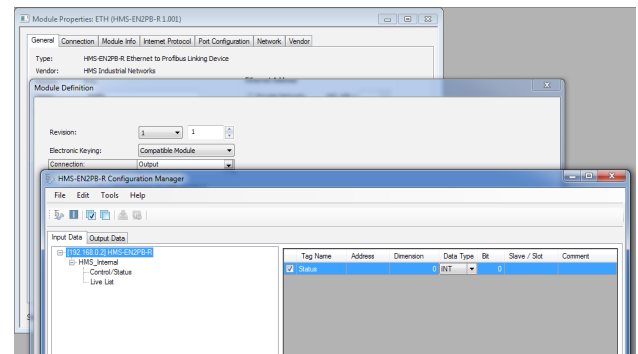 Module Properties: ETH (HMS-EN2PB-R 1.001)
General Connection Module Info Internet Protocol Port Configuration Network Vendor
Type: HMS-EN2PB-R Ethernet to Profibus Linking Device
Vendor: HMS Industrial Networks
Module Definition
Revision: 1 1
Electronic Keying: Compatible Module
Connection: Output
HMS-EN2PB-R Configuration Manager
File Edit Tools Help
Input Data Output Data
[192.168.0.2] HMS-EN2PB-R
HMS_Internal
Control/Status
Live List
Tag Name Address Dimension Data Type Bit Slave / Slot Comment
Status 0 INT 0